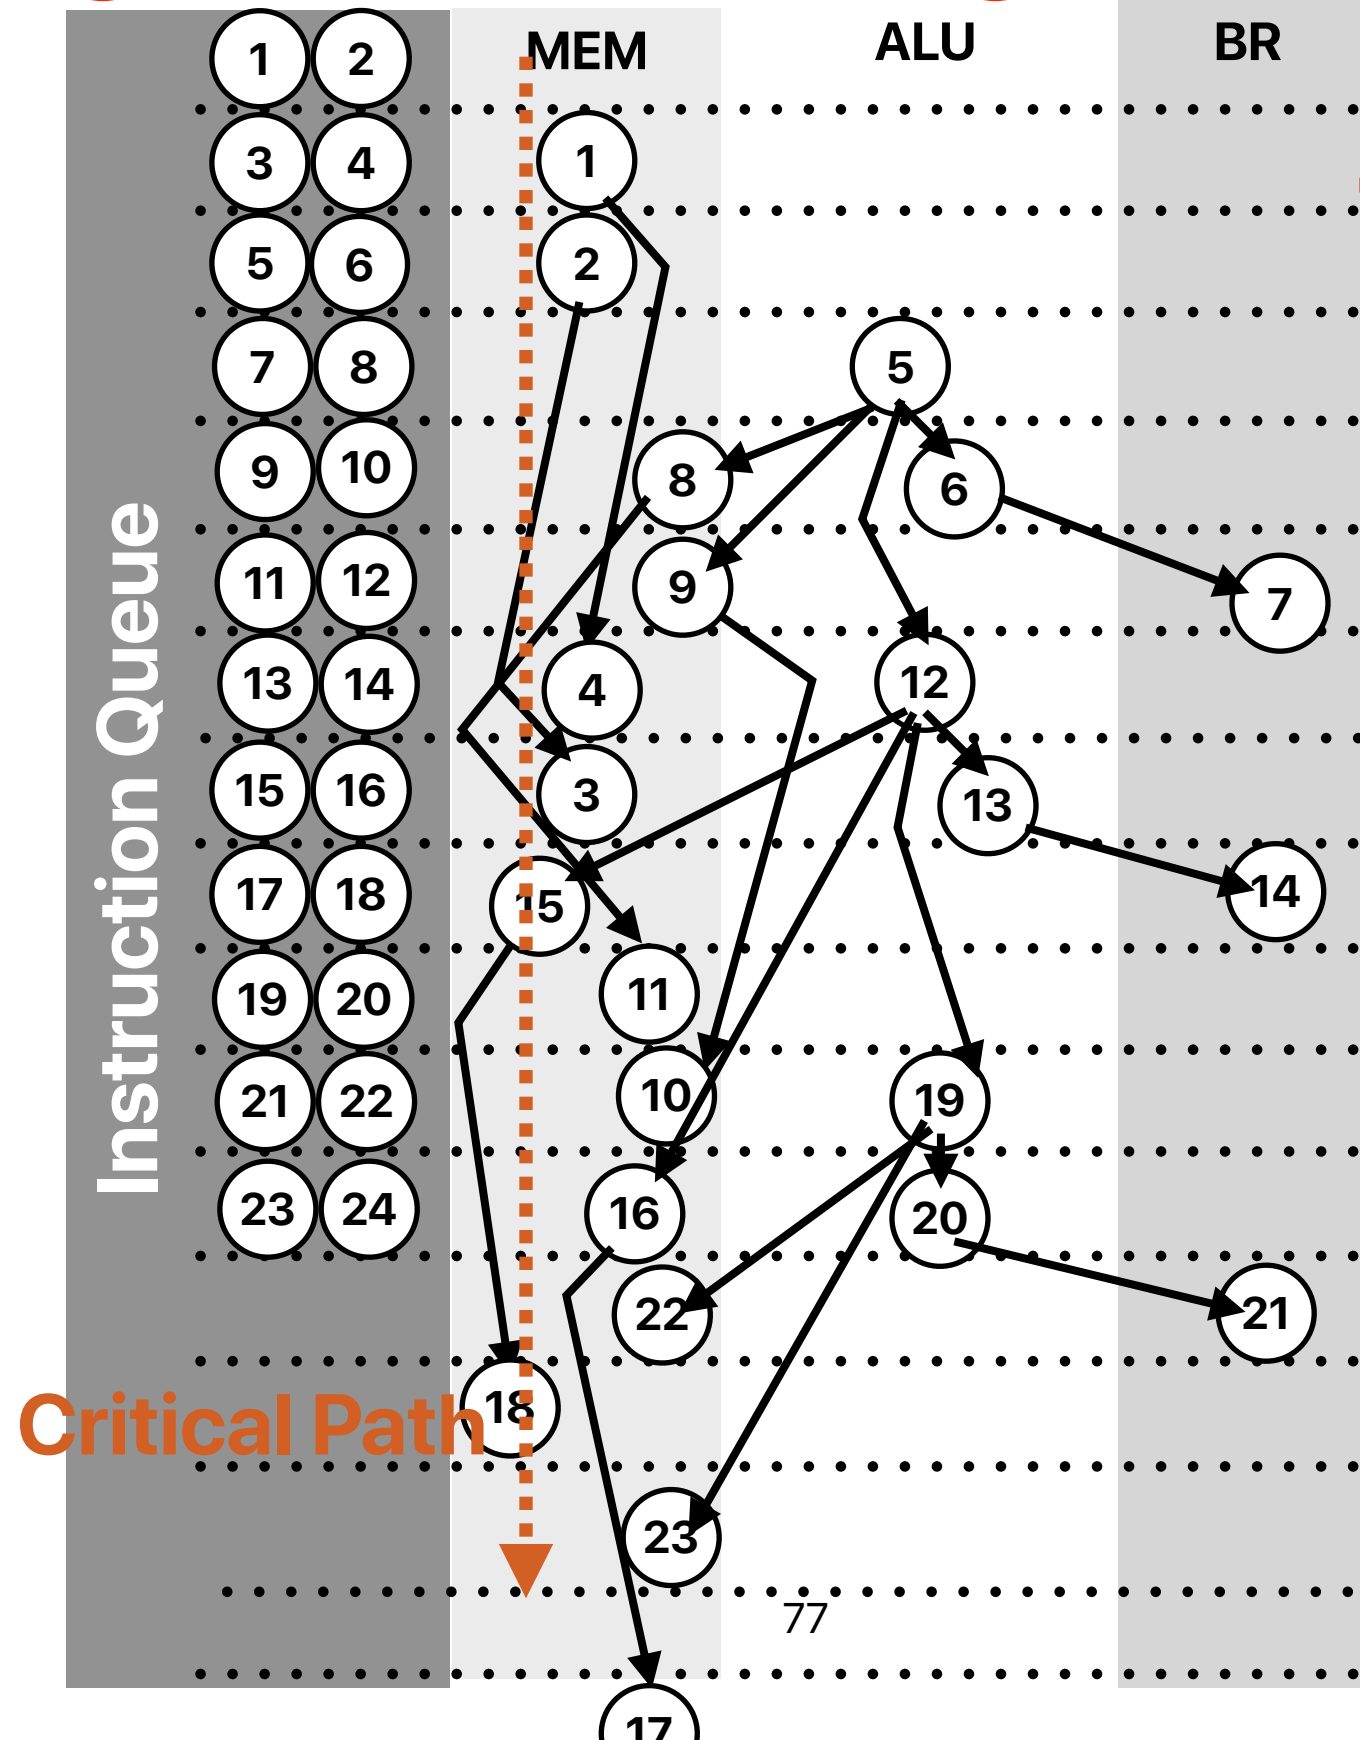 MEM ALU BR
1 2
3 4 1
5 6 2
7 8 5
9 10 8 6
11 12 9 7
13 14 4 12
15 16 3 13
17 18 15 14
19 20 11
21 22 10 19
23 24 16 20
22 21
18
23
17
Instruction Queue
Critical Path
77